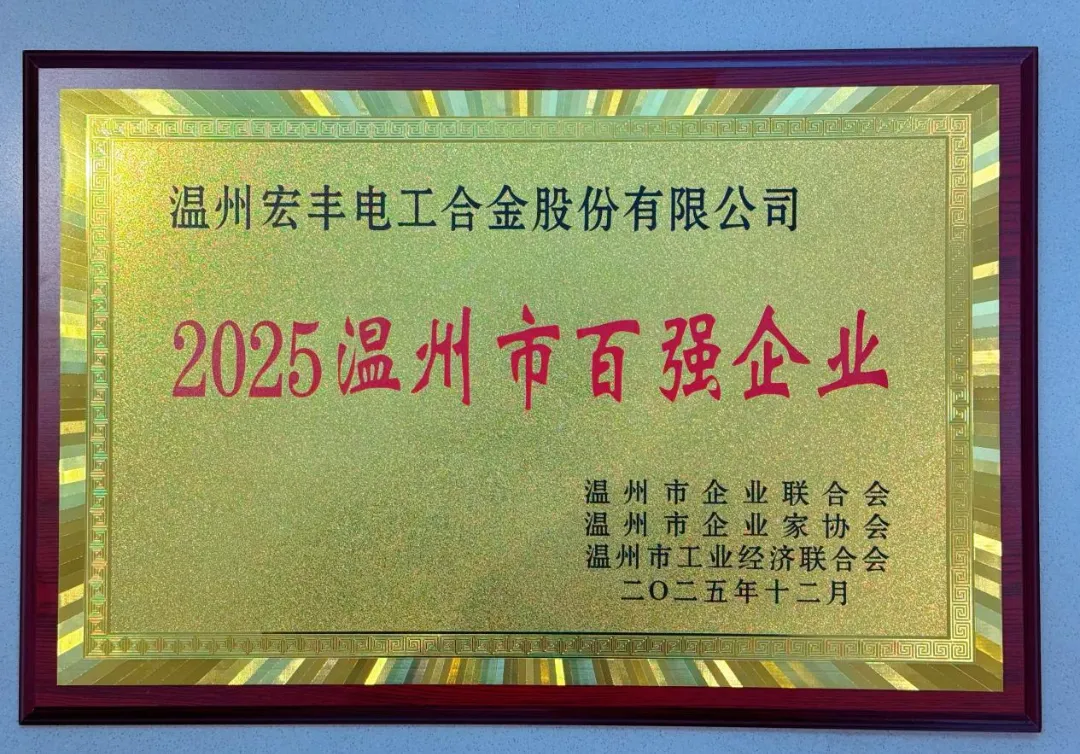 温州宏丰电工合金股份有限公司
2025温州市百强企业
温州市企业联合会
温州市企业家协会
温州市工业经济联合会
二〇二五年十二月